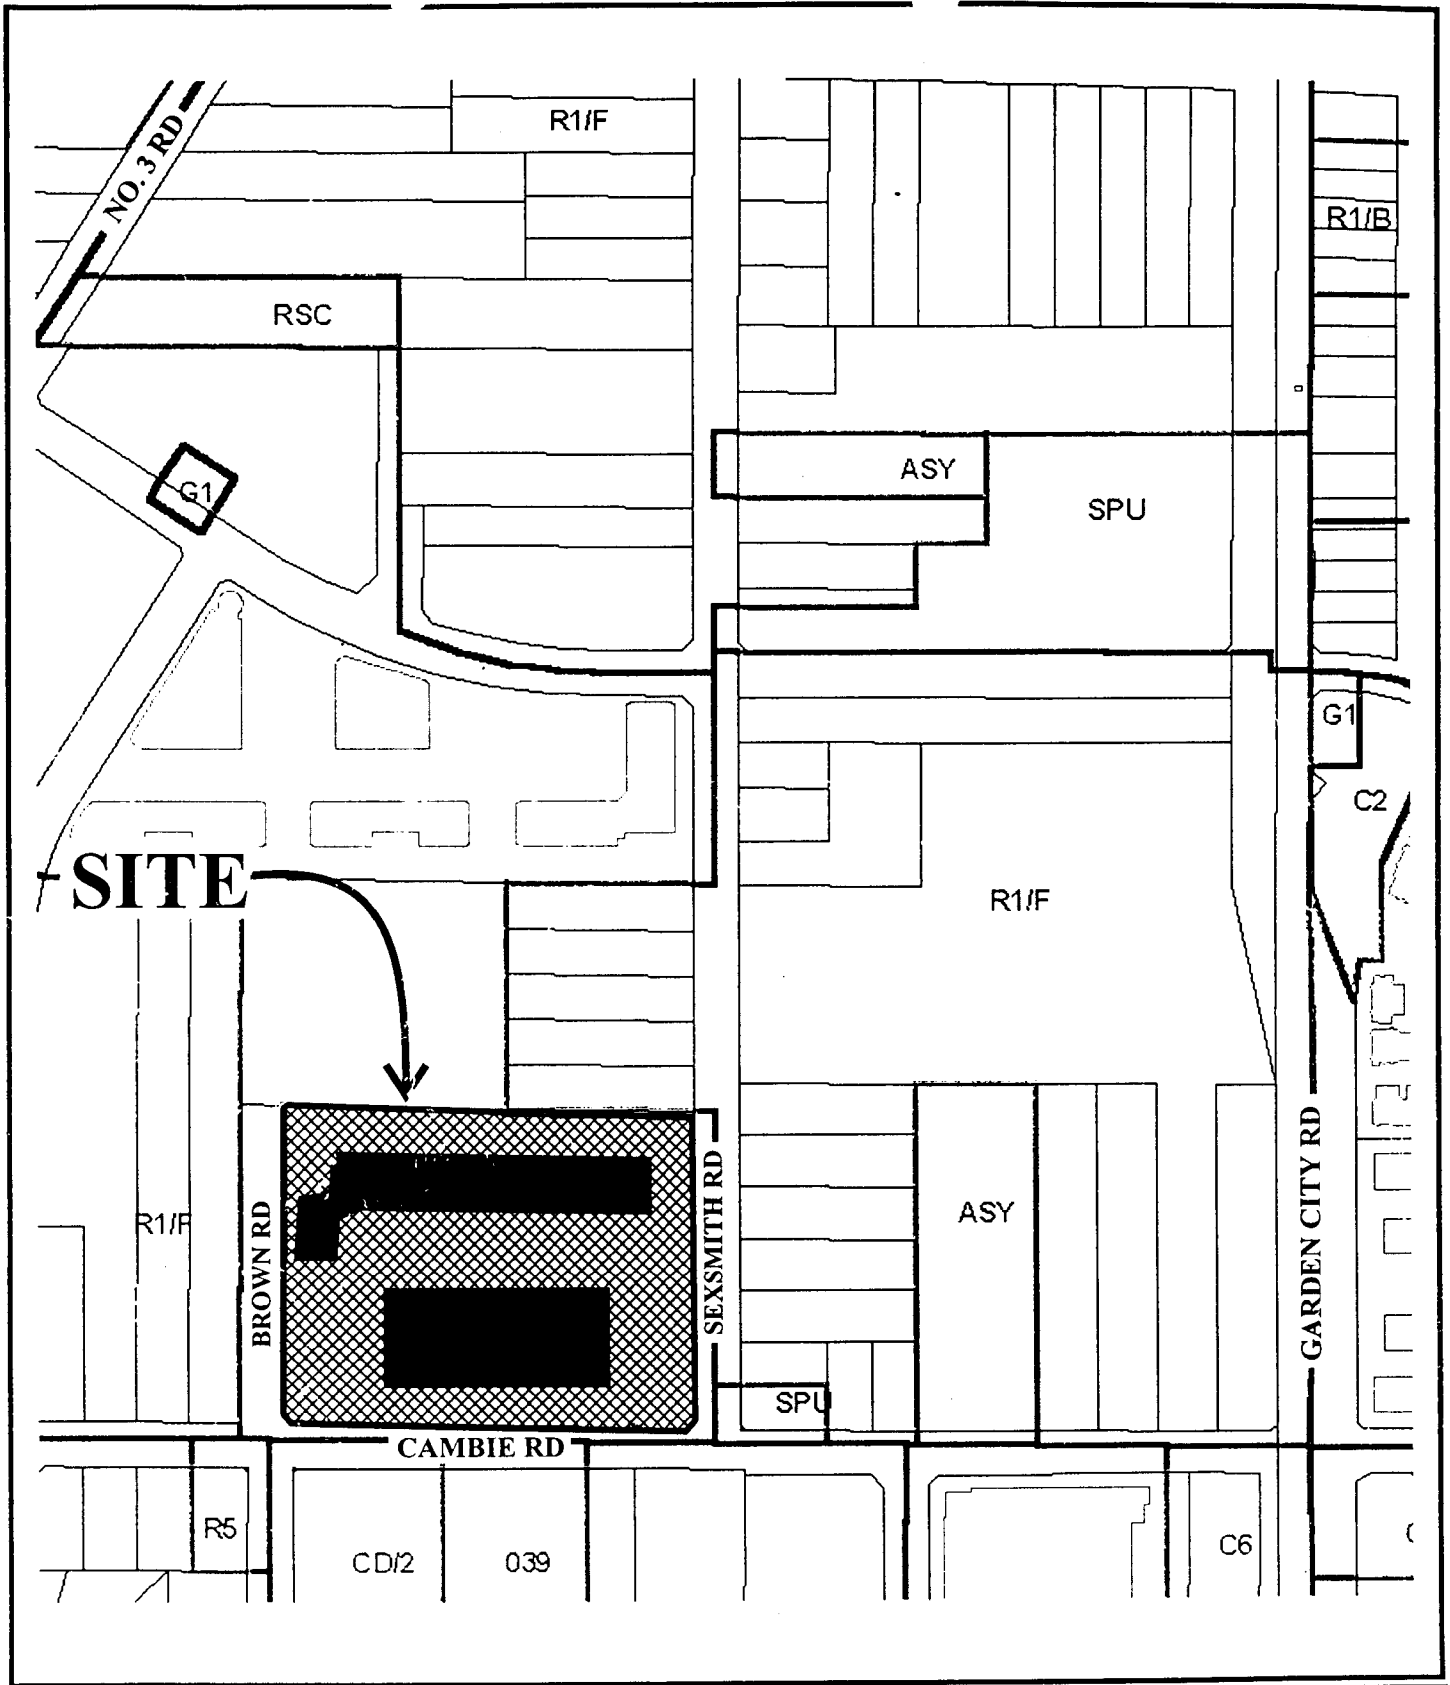 R1/F
NO. 3 RD
R1/B
RSC
ASY
G1
SPU
G1
C2
SITE
R1/F
R1/F
BROWN RD
SEXSMITH RD
ASY
GARDEN CITY RD
SPU
CAMBIE RD
R5
CD/2
039
C6